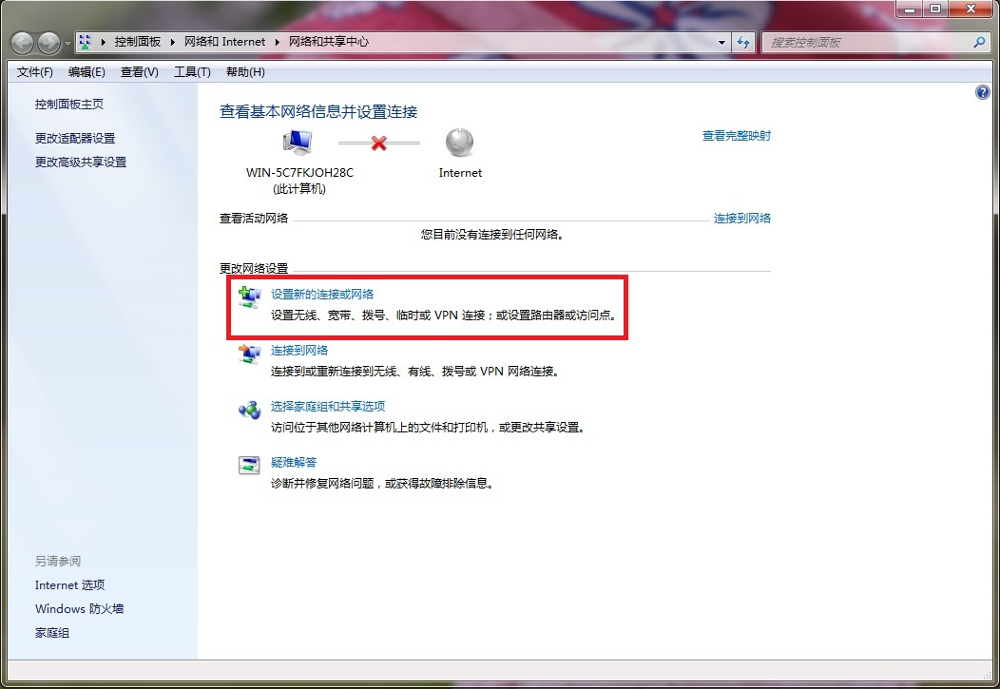 控制面板 ▸ 网络和 Internet ▸ 网络和共享中心
搜索控制面板
文件(F) 编辑(E) 查看(V) 工具(T) 帮助(H)
控制面板主页
更改适配器设置
更改高级共享设置
查看基本网络信息并设置连接
查看完整映射
WIN-5C7FKJOH28C
(此计算机)
Internet
查看活动网络
连接到网络
您目前没有连接到任何网络。
更改网络设置
设置新的连接或网络
设置无线、宽带、拨号、临时或 VPN 连接；或设置路由器或访问点。
连接到网络
连接到或重新连接到无线、有线、拨号或 VPN 网络连接。
选择家庭组和共享选项
访问位于其他网络计算机上的文件和打印机，或更改共享设置。
疑难解答
诊断并修复网络问题，或获得故障排除信息。
另请参阅
Internet 选项
Windows 防火墙
家庭组